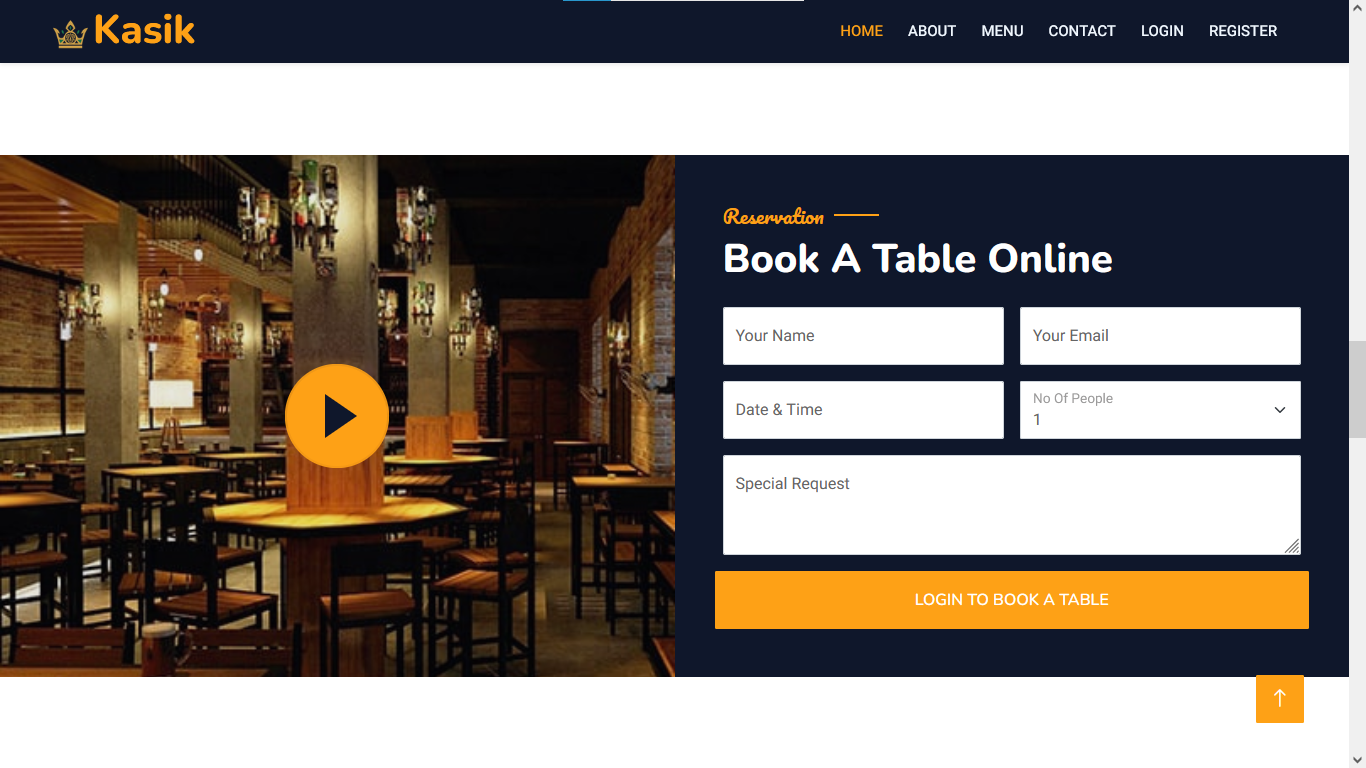 Kasik
HOME ABOUT MENU CONTACT LOGIN REGISTER
Reservation
Book A Table Online
Your Name
Your Email
Date & Time
No Of People
1
Special Request
LOGIN TO BOOK A TABLE